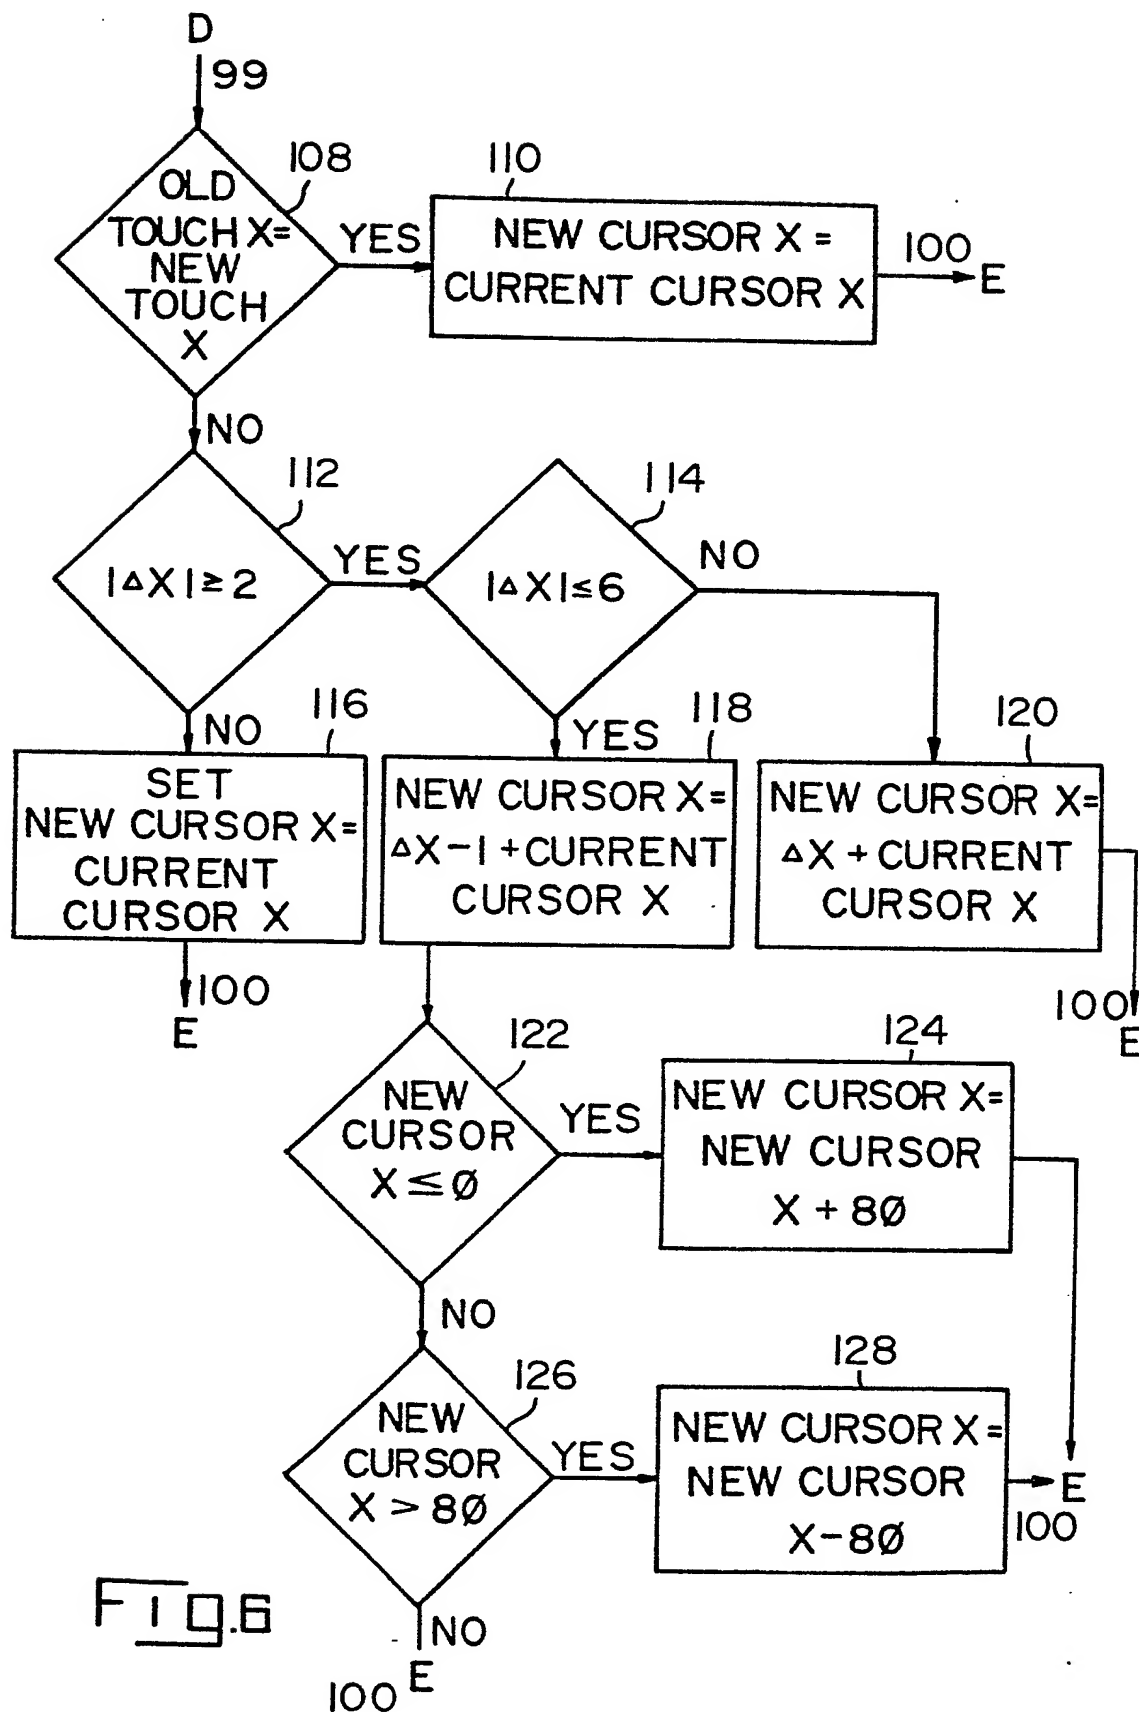 D
99
108
OLD
TOUCH X=
NEW
TOUCH
X
YES
110
NEW CURSOR X =
CURRENT CURSOR X
100
E
NO
112
|ΔX|≥2
YES
114
|ΔX|≤6
NO
NO
116
SET
NEW CURSOR X=
CURRENT
CURSOR X
100
E
YES
118
NEW CURSOR X=
ΔX-1+CURRENT
CURSOR X
120
NEW CURSOR X=
ΔX + CURRENT
CURSOR X
100
E
122
NEW
CURSOR
X ≤ Ø
YES
124
NEW CURSOR X=
NEW CURSOR
X + 8Ø
NO
126
NEW
CURSOR
X > 8Ø
YES
128
NEW CURSOR X=
NEW CURSOR
X-8Ø
E
100
NO
E
100
Fig.6